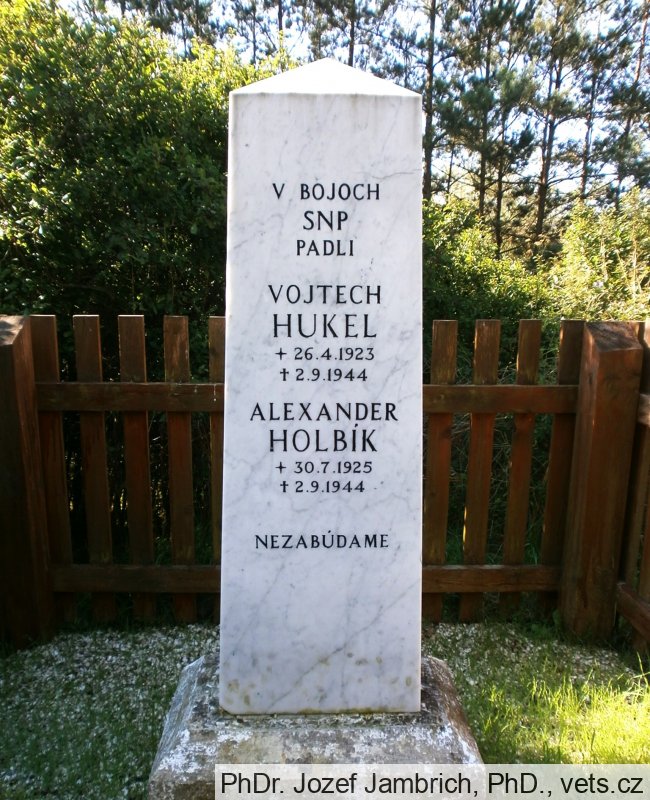 V BOJOCH
SNP
PADLI
VOJTECH
HUKEL
+ 26.4.1923
✝ 2.9.1944
ALEXANDER
HOLBÍK
+ 30.7.1925
✝ 2.9.1944
NEZABÚDAME
PhDr. Jozef Jambrich, PhD., vets.cz